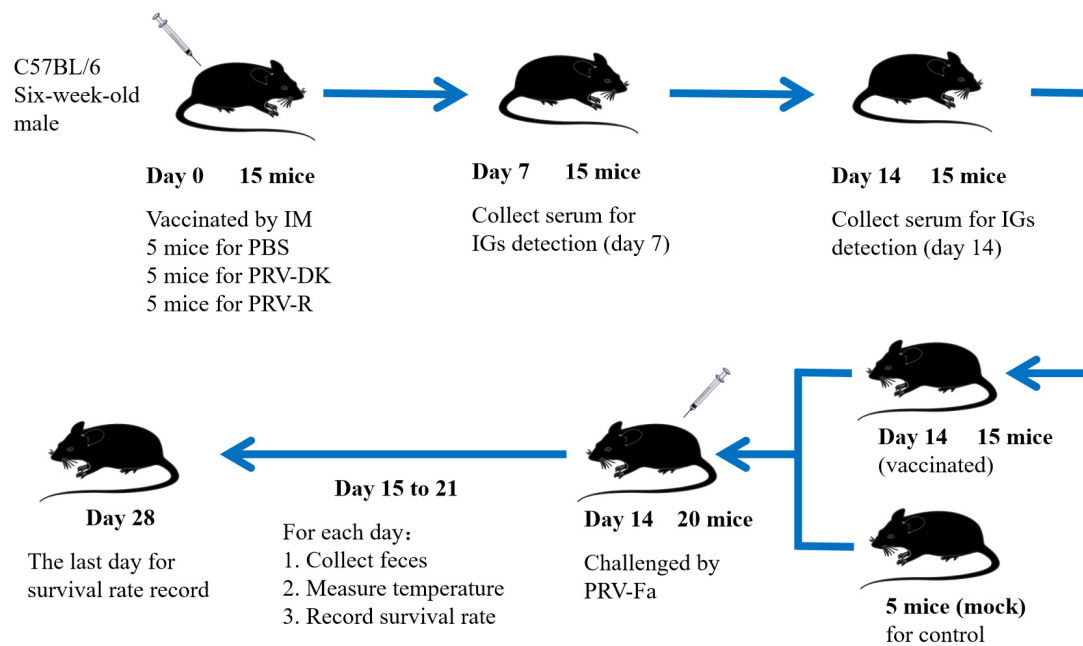 C57BL/6
Six-week-old
male
Day 0 15 mice
Vaccinated by IM
5 mice for PBS
5 mice for PRV-DK
5 mice for PRV-R
Day 7 15 mice
Collect serum for
IGs detection (day 7)
Day 14 15 mice
Collect serum for IGs
detection (day 14)
Day 14 15 mice
(vaccinated)
5 mice (mock)
for control
Day 14 20 mice
Challenged by
PRV-Fa
Day 15 to 21
For each day：
1. Collect feces
2. Measure temperature
3. Record survival rate
Day 28
The last day for
survival rate record